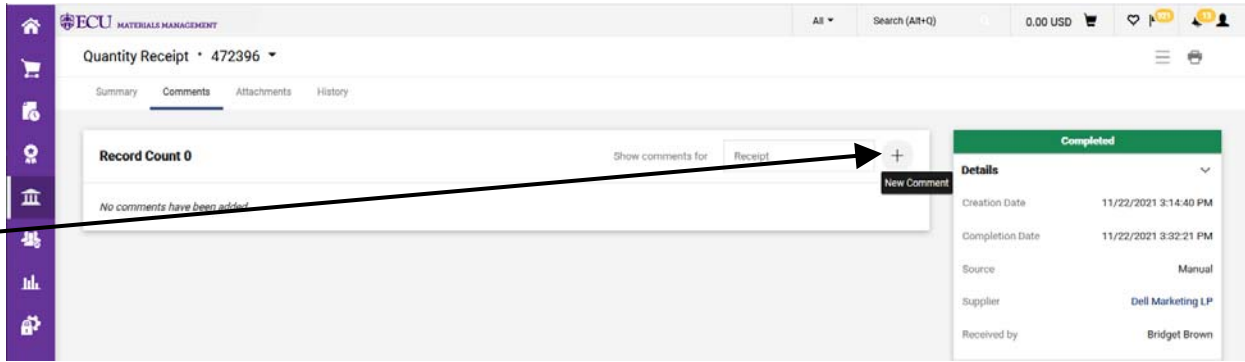 ECU MATERIALS MANAGEMENT
All
Search (Alt+Q)
0.00 USD
Quantity Receipt • 472396
Summary Comments Attachments History
Record Count 0
Show comments for Receipt
New Comment
No comments have been added
Completed
Details
Creation Date 11/22/2021 3:14:40 PM
Completion Date 11/22/2021 3:32:21 PM
Source Manual
Supplier Dell Marketing LP
Received by Bridget Brown